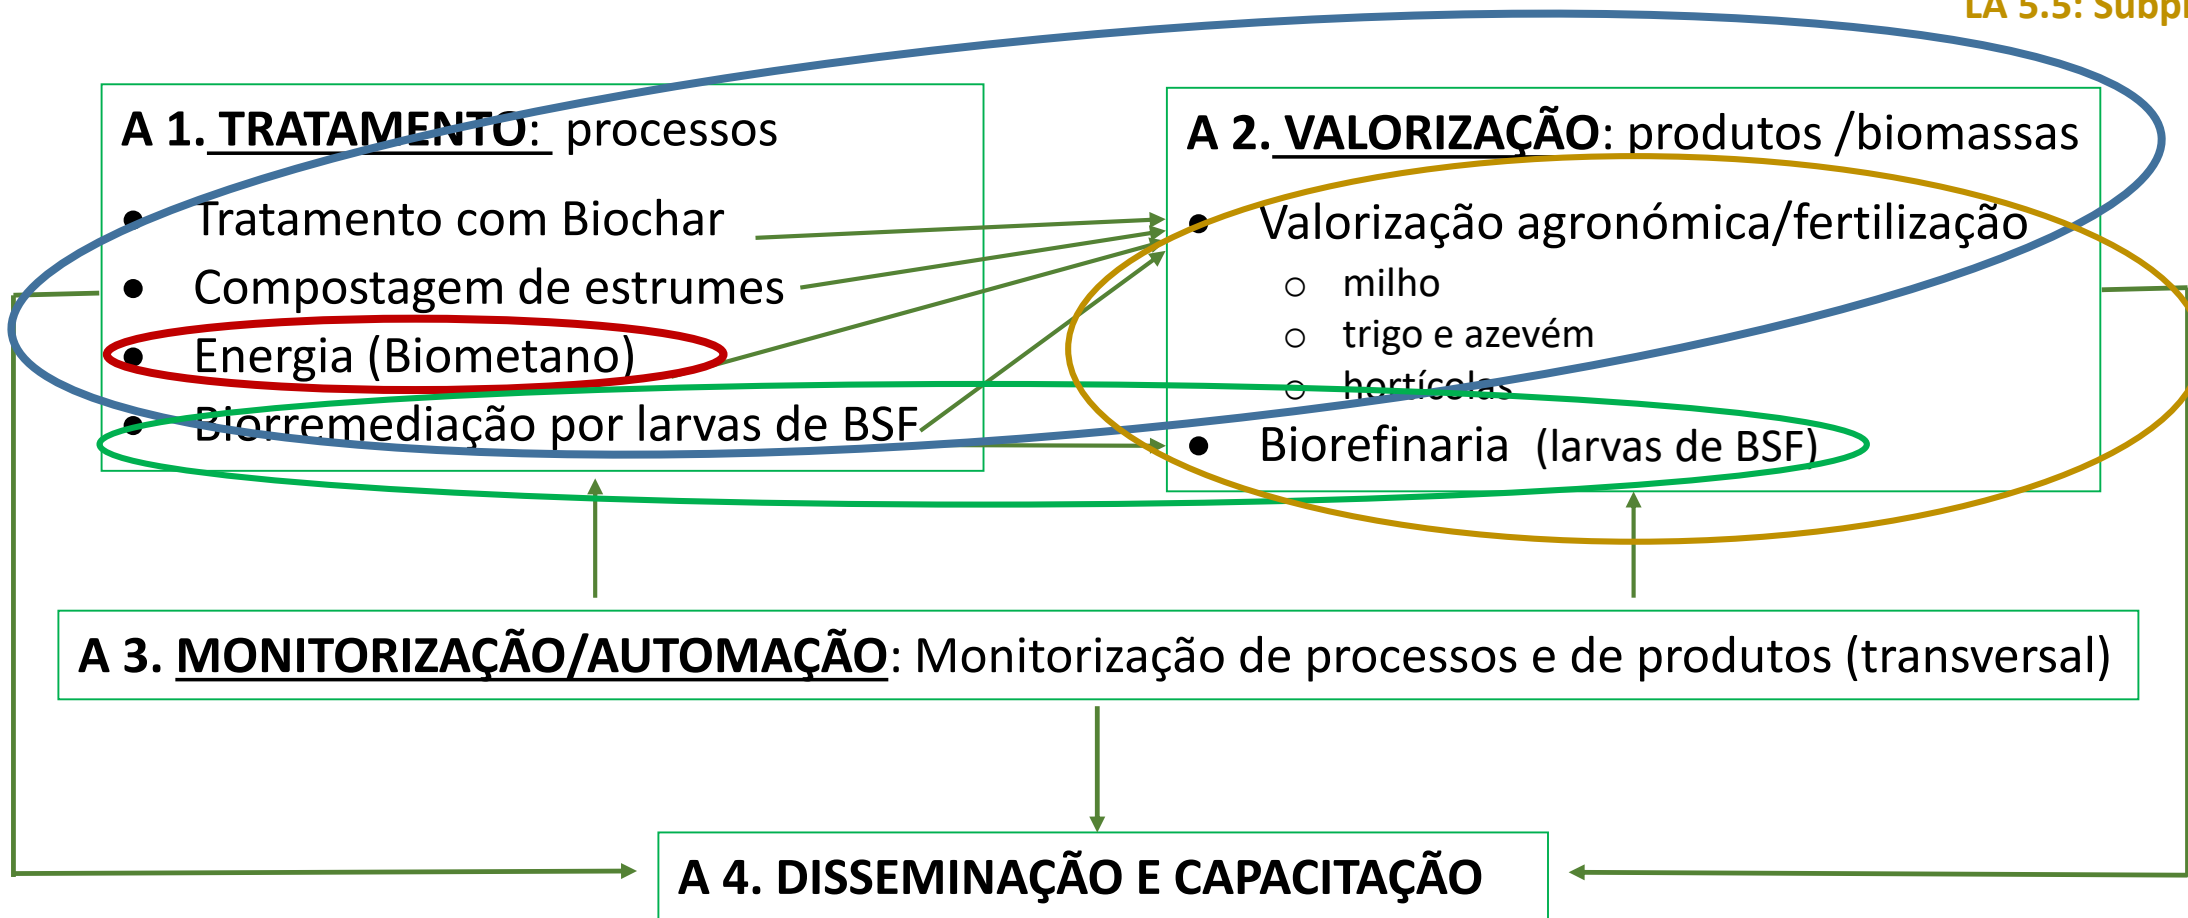 LA 5.5:
A 1. TRATAMENTO: processos
● Tratamento com Biochar
● Compostagem de estrumes
● Energia (Biometano)
● Biorremediação por larvas de BSF
A 2. VALORIZAÇÃO: produtos /biomassas
● Valorização agronómica/fertilização
○ milho
○ trigo e azevém
○ hortícolas
● Biorefinaria (larvas de BSF)
A 3. MONITORIZAÇÃO/AUTOMAÇÃO: Monitorização de processos e de produtos (transversal)
A 4. DISSEMINAÇÃO E CAPACITAÇÃO